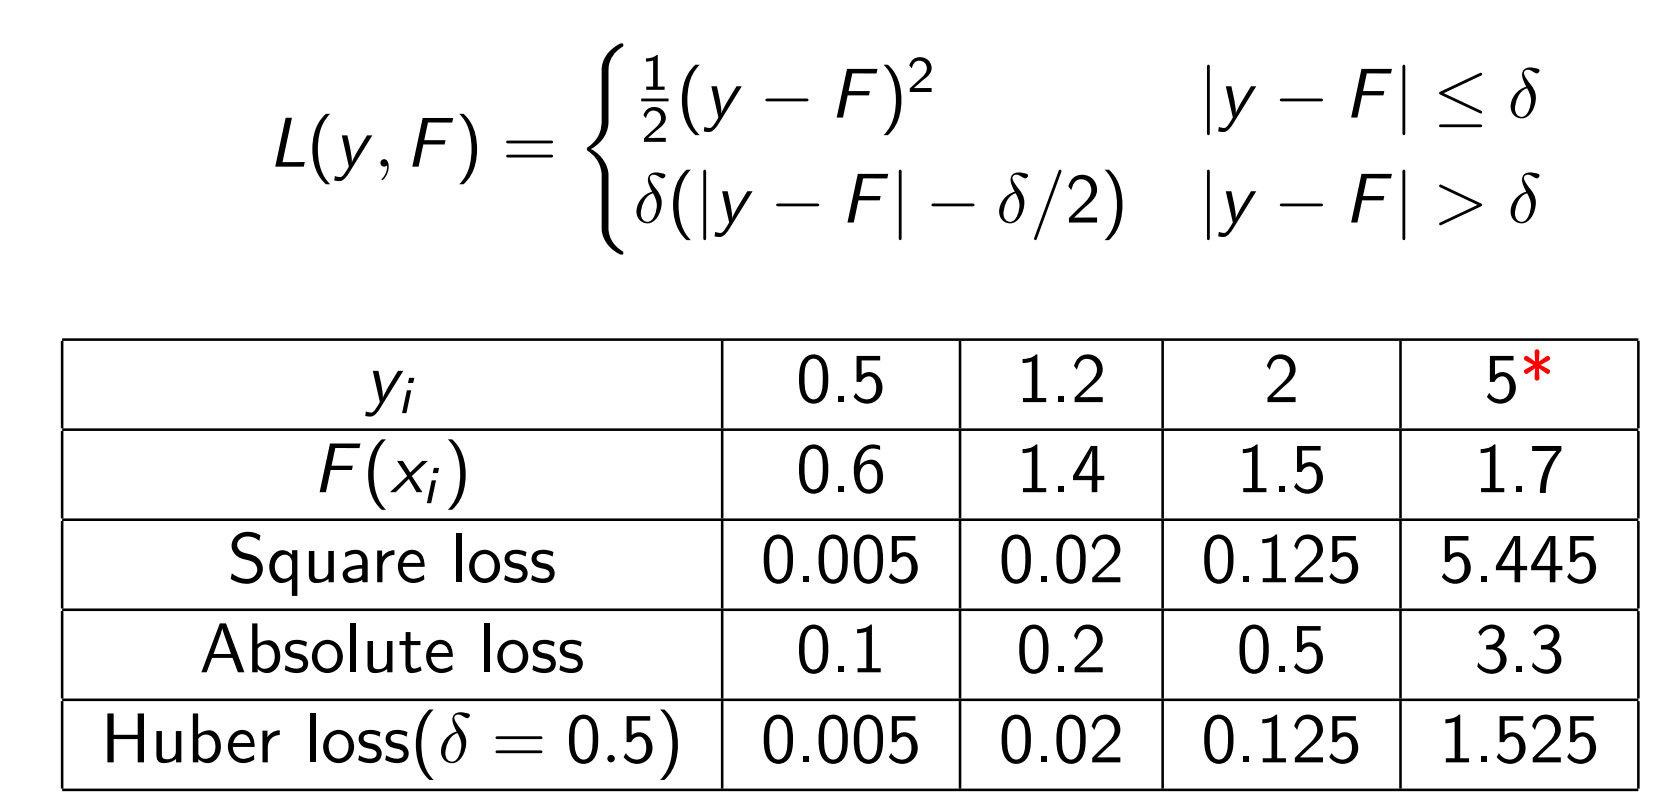 L(y, F) = { ½(y − F)² |y − F| ≤ δ
δ(|y − F| − δ/2) |y − F| > δ
yᵢ 0.5 1.2 2 5*
F(xᵢ) 0.6 1.4 1.5 1.7
Square loss 0.005 0.02 0.125 5.445
Absolute loss 0.1 0.2 0.5 3.3
Huber loss(δ = 0.5) 0.005 0.02 0.125 1.525